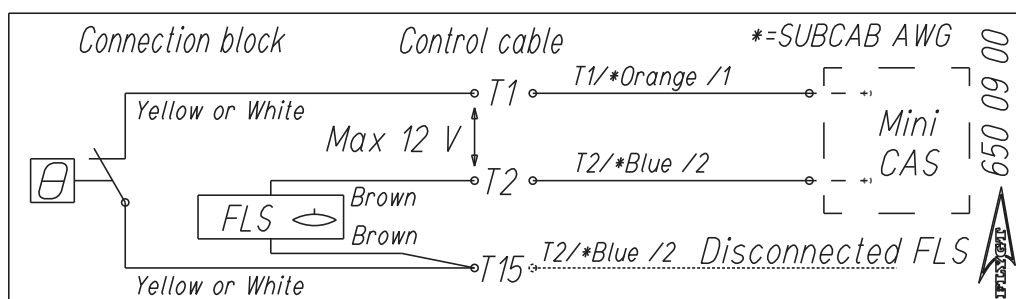 Connection block
Control cable
*=SUBCAB AWG
T1
T1/*Orange /1
Yellow or White
Max 12 V
Mini
CAS
T2
T2/*Blue /2
Brown
θ
FLS
Brown
T15
T2/*Blue /2
Disconnected FLS
Yellow or White
650 09 00
FLYGT